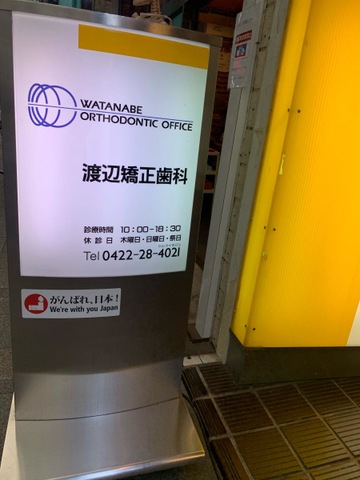 WATANABE
ORTHODONTIC OFFICE
渡辺矯正歯科
診療時間 10：00-18：30
休診日 木曜日・日曜日・祭日
Tel 0422-28-4021
がんばれ、日本！
We're with you Japan